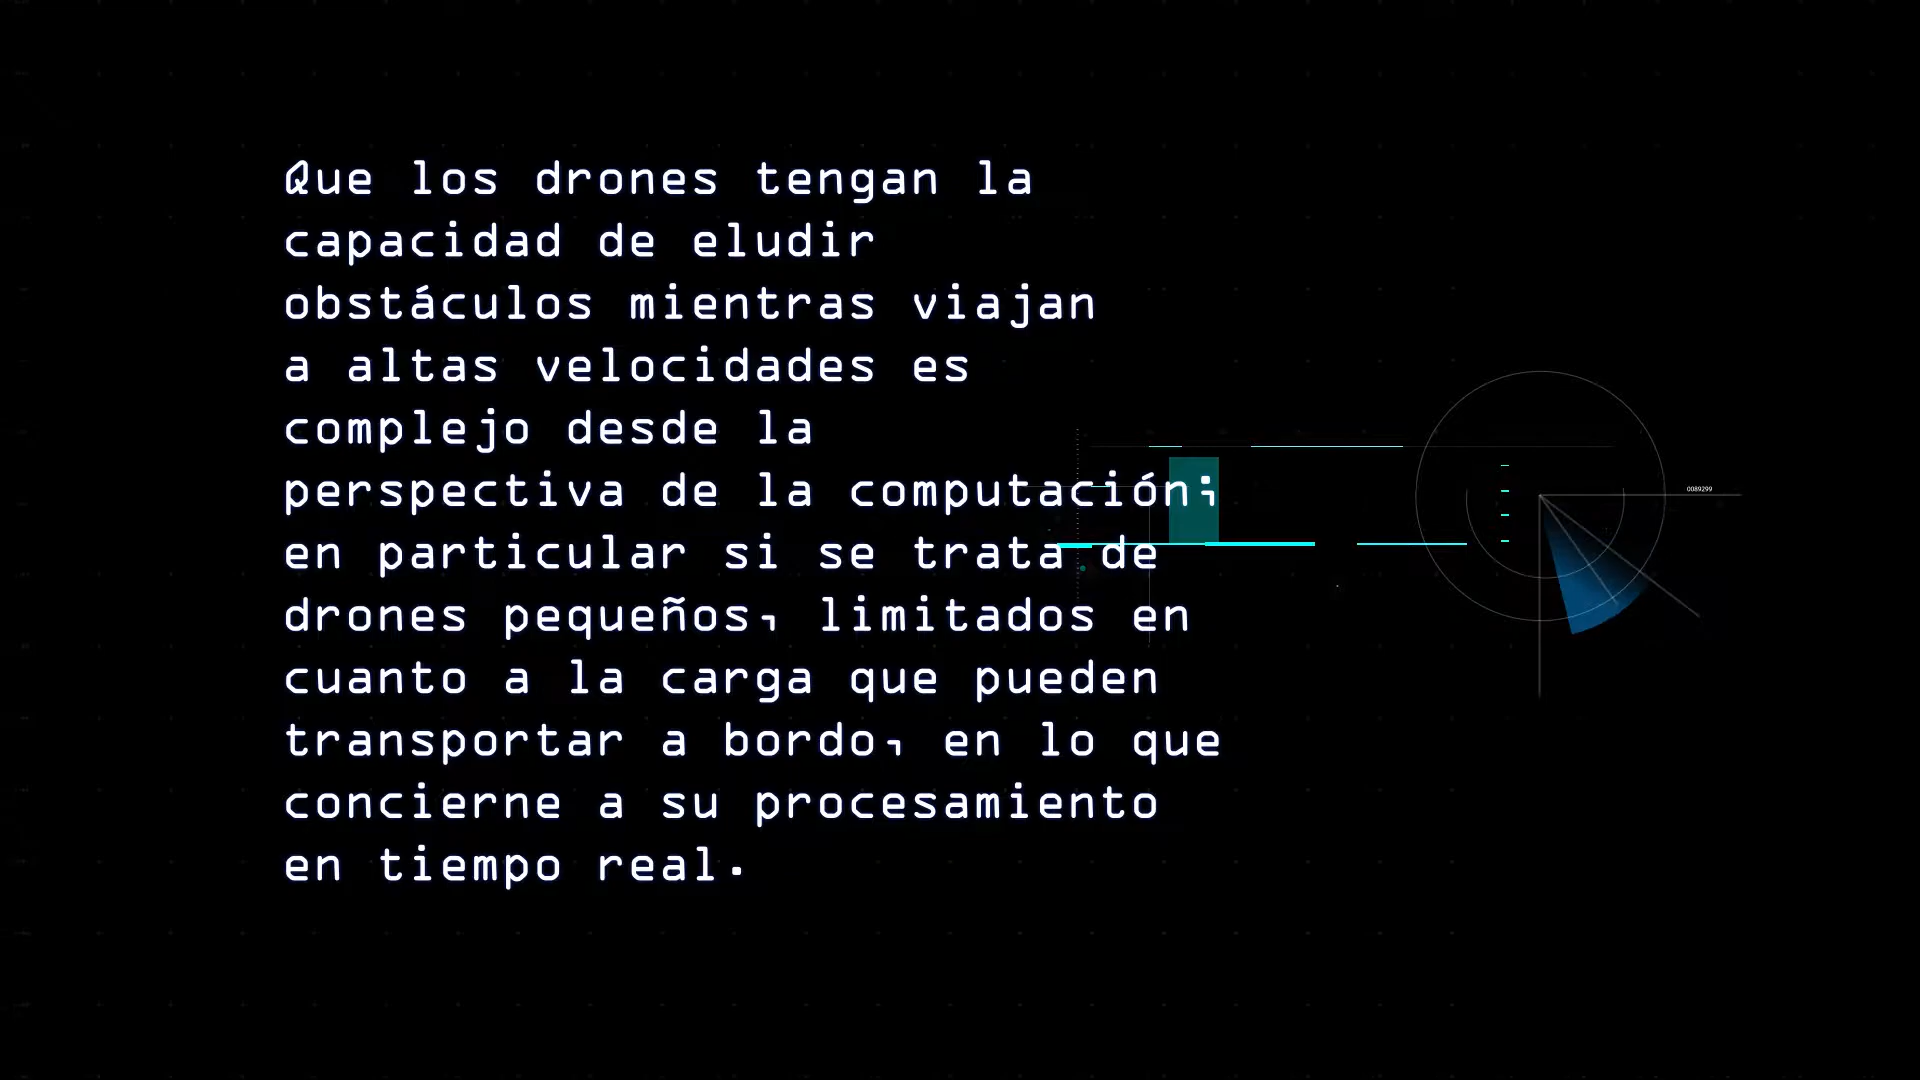 Que los drones tengan la
capacidad de eludir
obstáculos mientras viajan
a altas velocidades es
complejo desde la
perspectiva de la computación;
en particular si se trata de
drones pequeños, limitados en
cuanto a la carga que pueden
transportar a bordo, en lo que
concierne a su procesamiento
en tiempo real.
0089299